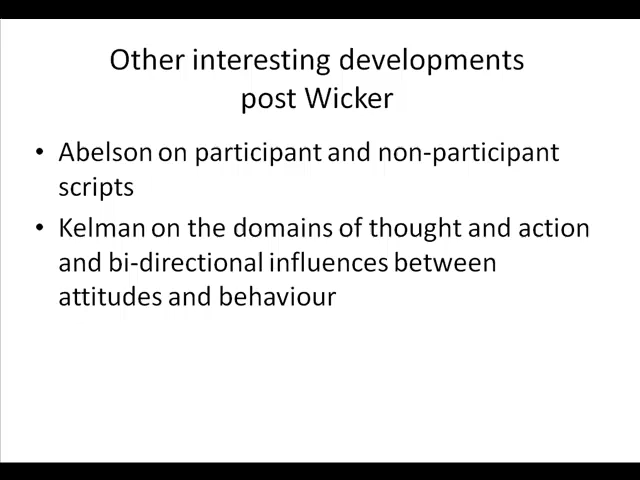 Other interesting developments
post Wicker
• Abelson on participant and non-participant
scripts
• Kelman on the domains of thought and action
and bi-directional influences between
attitudes and behaviour